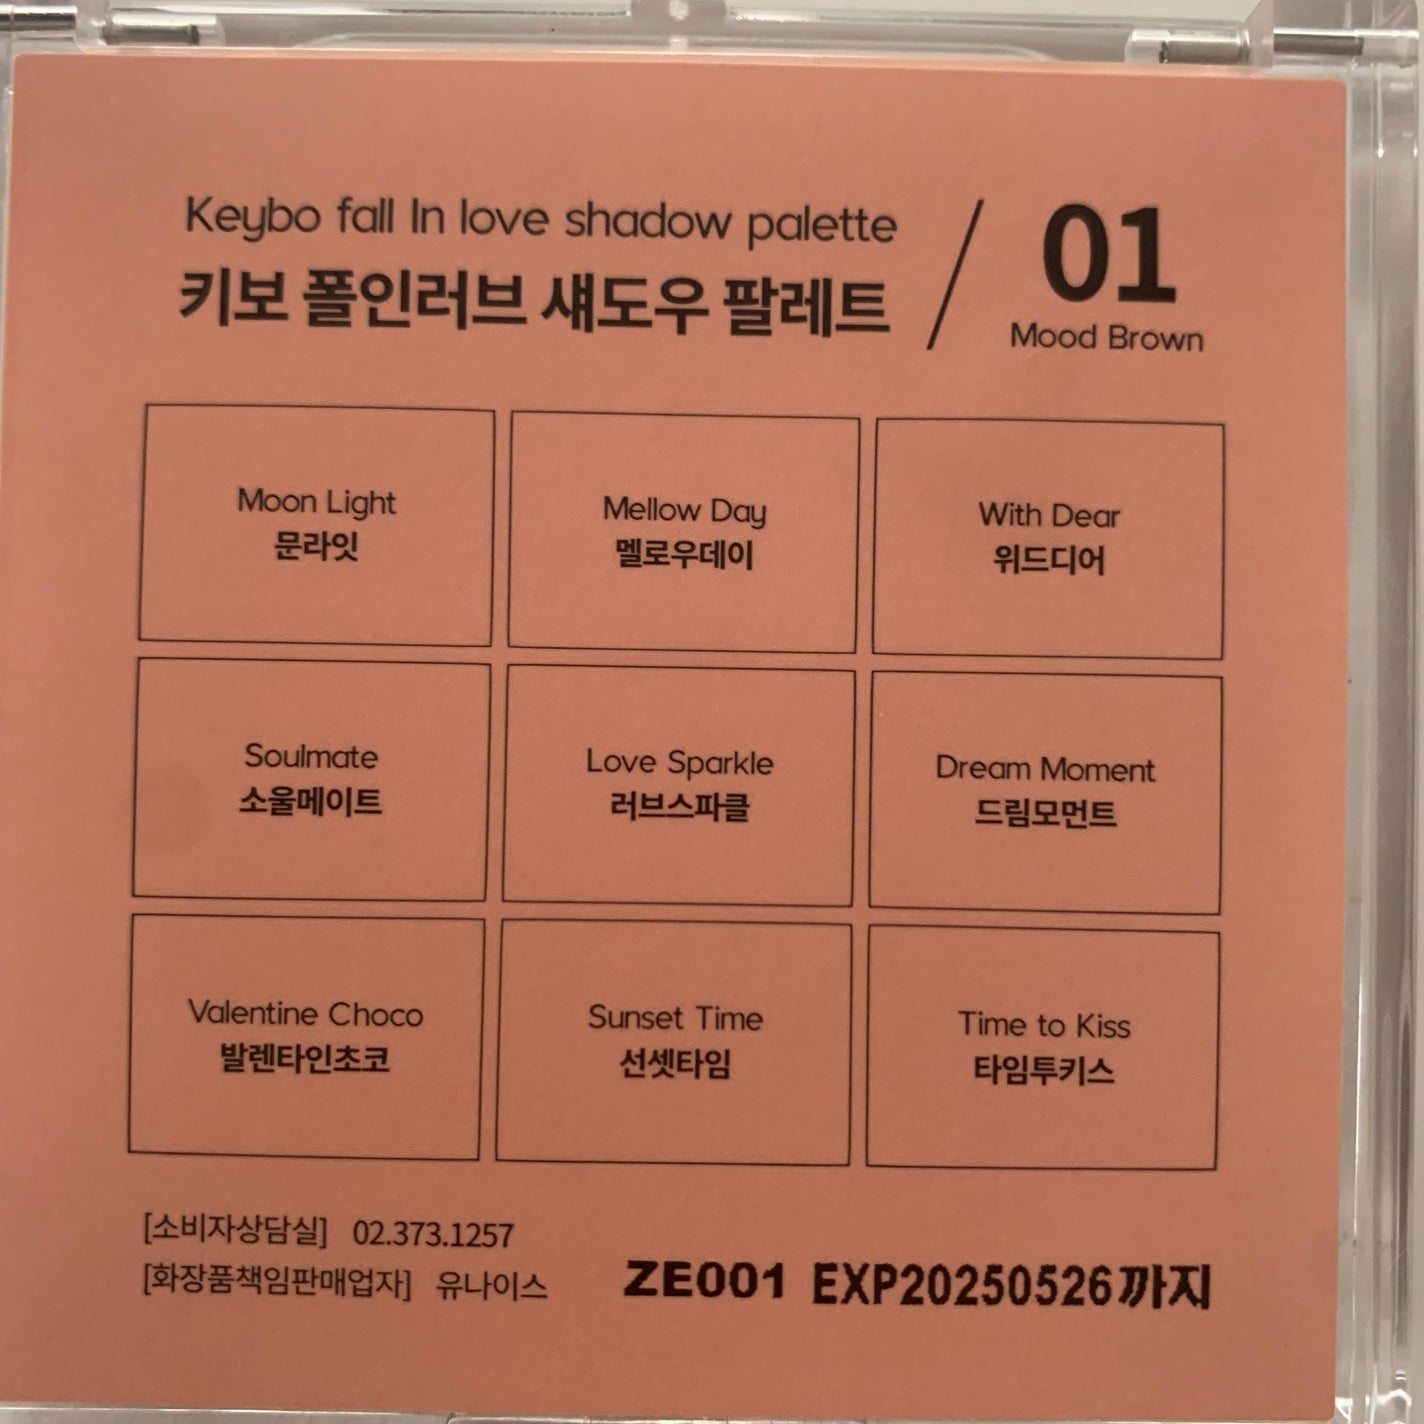 Keybo fall In love shadow palette
키보 폴인러브 섀도우 팔레트
/
01
Mood Brown
Moon Light
문라잇
Mellow Day
멜로우데이
With Dear
위드디어
Soulmate
소울메이트
Love Sparkle
러브스파클
Dream Moment
드림모먼트
Valentine Choco
발렌타인초코
Sunset Time
선셋타임
Time to Kiss
타임투키스
[소비자상담실] 02.373.1257
[화장품책임판매업자] 유나이스
ZE001 EXP20250526까지